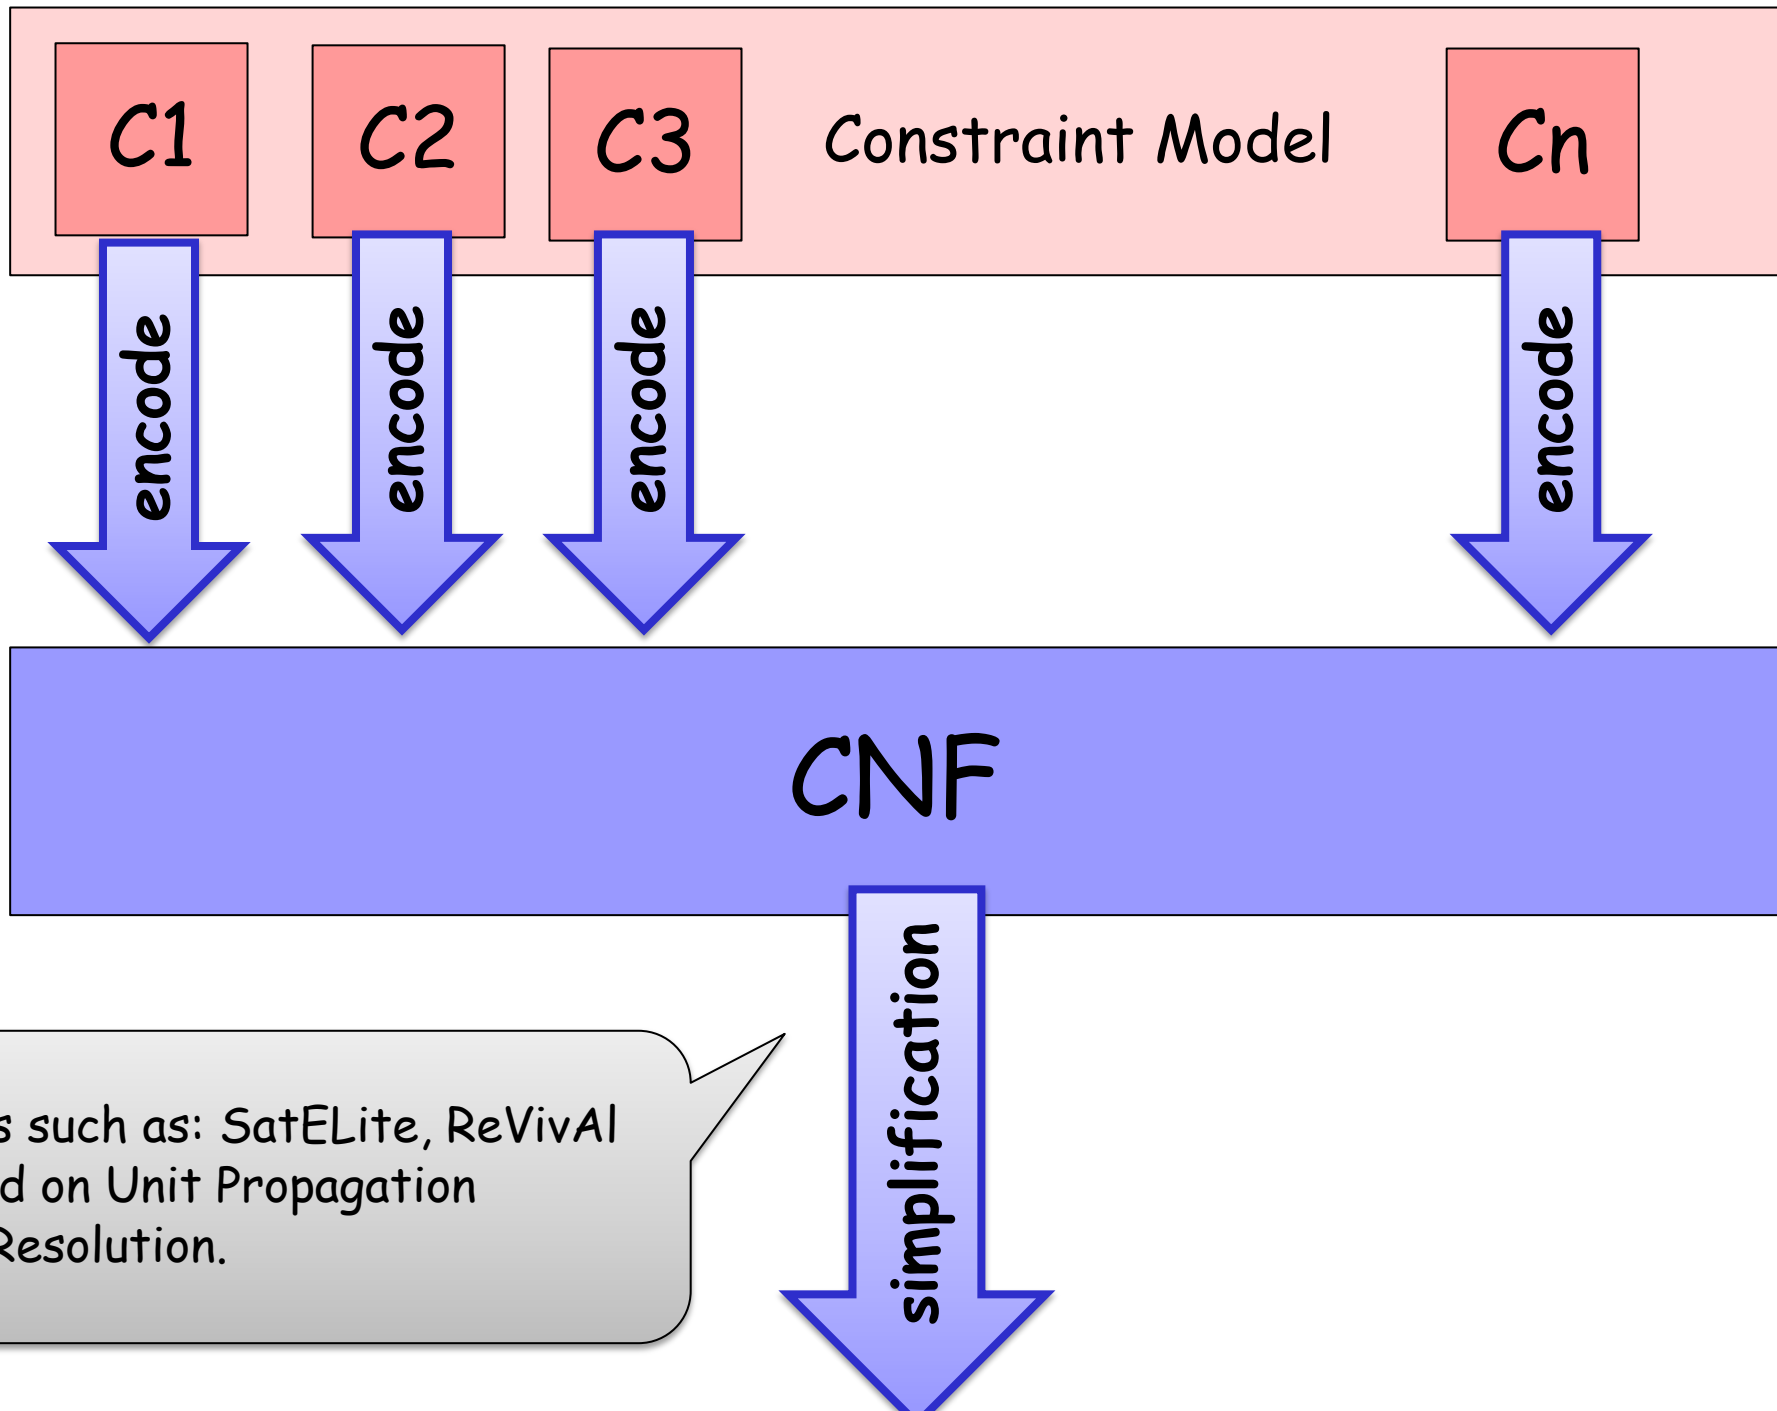 C1 C2 C3 Constraint Model Cn
encode encode encode encode
CNF
simplification
s such as: SatELite, ReVivAl
d on Unit Propagation
Resolution.